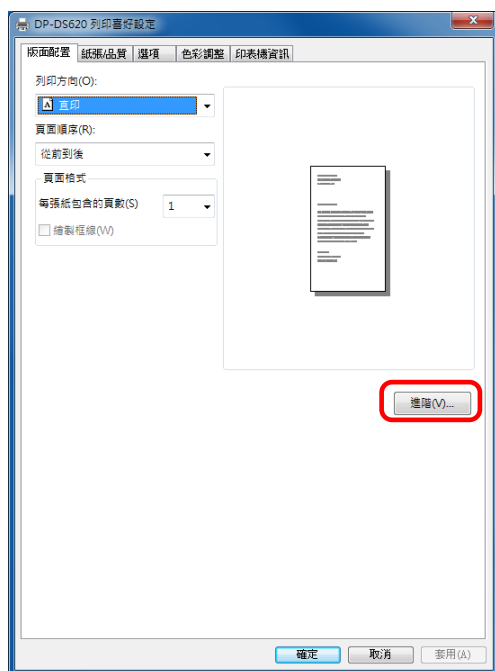 DP-DS620 列印喜好設定
版面配置 紙張/品質 選項 色彩調整 印表機資訊
列印方向(O):
A 直印
頁面順序(R):
從前到後
頁面格式
每張紙包含的頁數(S) 1
繪製框線(W)
進階(V)...
確定 取消 套用(A)